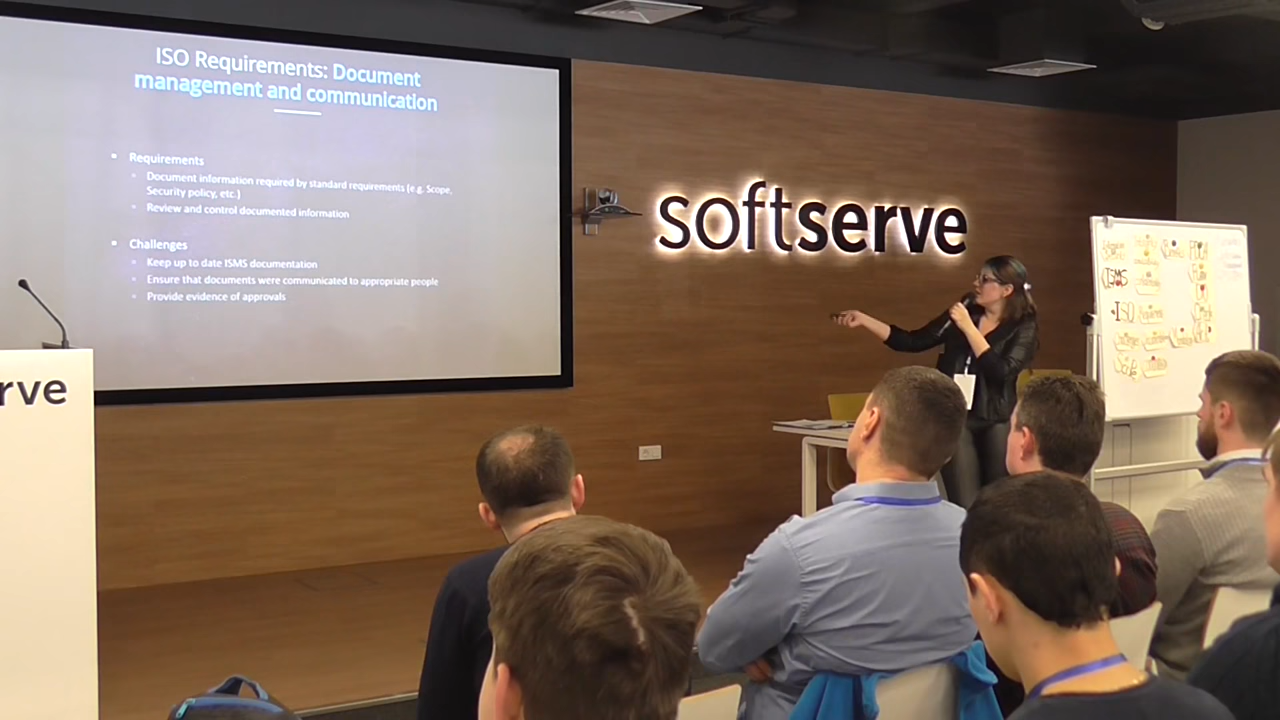 ISO Requirements: Document
management and communication
Requirements
Document information required by standard requirements (e.g. Scope,
Security policy, etc.)
Review and control documented information
Challenges
Keep up to date ISMS documentation
Ensure that documents were communicated to appropriate people
Provide evidence of approvals
softserve
rve
ISMS
PDCA
ISO